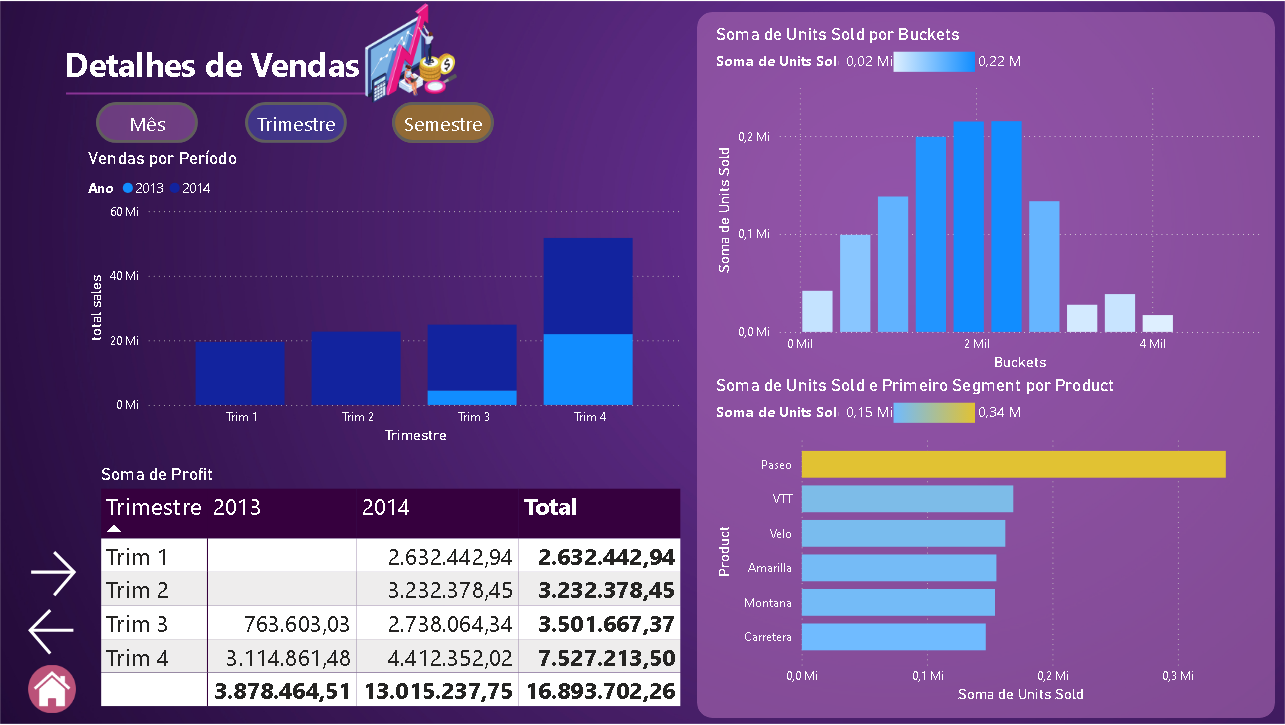 Detalhes de Vendas
Mês
Trimestre
Semestre
Vendas por Período
Ano 2013 2014
60 Mi
40 Mi
20 Mi
0 Mi
total sales
Trim 1 Trim 2 Trim 3 Trim 4
Trimestre
Soma de Profit
Trimestre 2013 2014 Total
Trim 1 2.632.442,94 2.632.442,94
Trim 2 3.232.378,45 3.232.378,45
Trim 3 763.603,03 2.738.064,34 3.501.667,37
Trim 4 3.114.861,48 4.412.352,02 7.527.213,50
3.878.464,51 13.015.237,75 16.893.702,26
Soma de Units Sold por Buckets
Soma de Units Sol 0,02 Mi 0,22 M
0,2 Mi
0,1 Mi
0,0 Mi
Soma de Units Sold
0 Mil 2 Mil 4 Mil
Buckets
Soma de Units Sold e Primeiro Segment por Product
Soma de Units Sol 0,15 Mi 0,34 M
Product
Paseo
VTT
Velo
Amarilla
Montana
Carretera
0,0 Mi 0,1 Mi 0,2 Mi 0,3 Mi
Soma de Units Sold